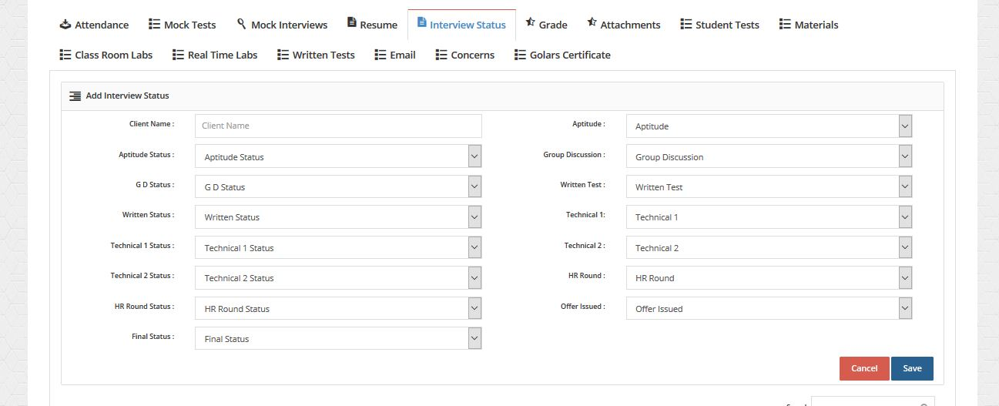 Attendance Mock Tests Mock Interviews Resume Interview Status Grade Attachments Student Tests Materials
Class Room Labs Real Time Labs Written Tests Email Concerns Golars Certificate
Add Interview Status
Client Name : Client Name Aptitude : Aptitude
Aptitude Status : Aptitude Status Group Discussion : Group Discussion
G D Status : G D Status Written Test : Written Test
Written Status : Written Status Technical 1: Technical 1
Technical 1 Status : Technical 1 Status Technical 2 : Technical 2
Technical 2 Status : Technical 2 Status HR Round : HR Round
HR Round Status : HR Round Status Offer Issued : Offer Issued
Final Status : Final Status
Cancel Save